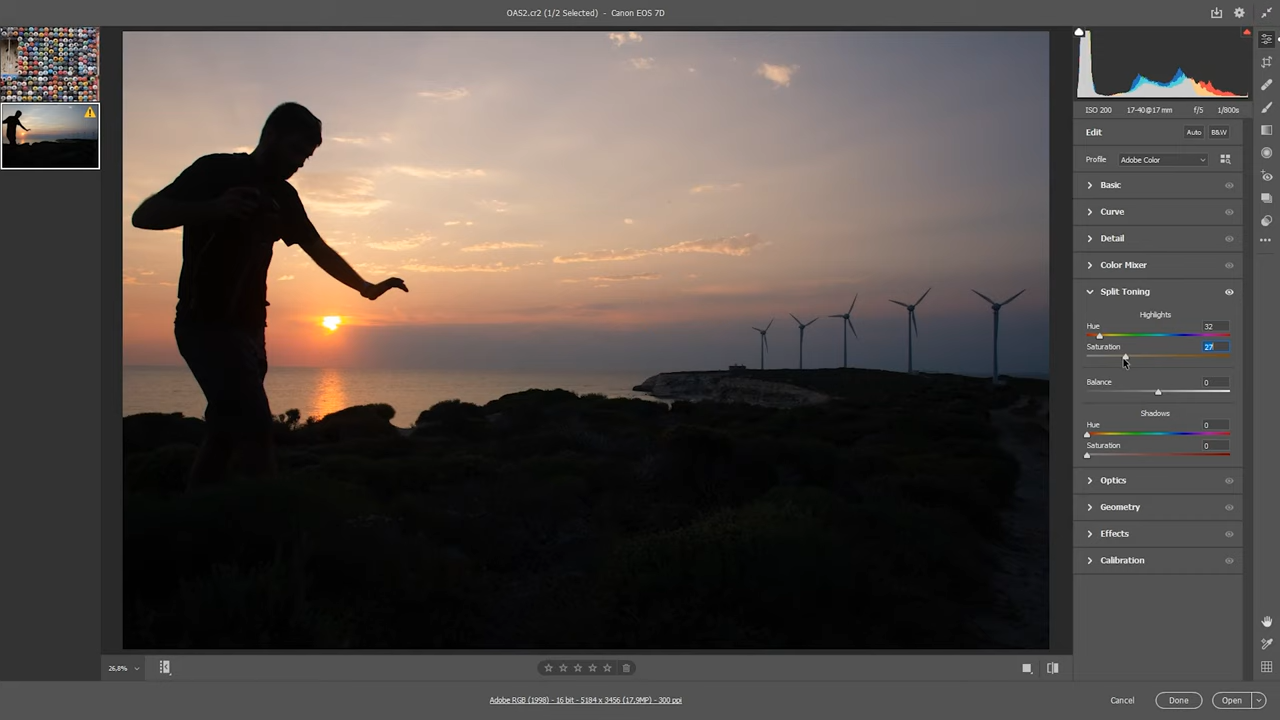 OAS2.cr2 (1/2 Selected) - Canon EOS 7D
ISO 200 17-40@17 mm f/5 1/800s
Edit Auto B&W
Profile Adobe Color
Basic
Curve
Detail
Color Mixer
Split Toning
Highlights
Hue 32
Saturation 27
Balance 0
Shadows
Hue 0
Saturation 0
Optics
Geometry
Effects
Calibration
26,8%
Adobe RGB (1998) - 16 bit - 5184 x 3456 (17,9MP) - 300 ppi
Cancel Done Open